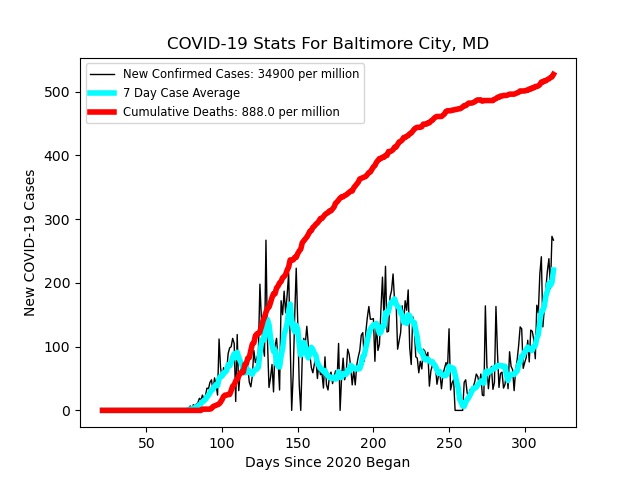 COVID-19 Stats For Baltimore City, MD
New Confirmed Cases: 34900 per million
7 Day Case Average
Cumulative Deaths: 888.0 per million
New COVID-19 Cases
500
400
300
200
100
0
50 100 150 200 250 300
Days Since 2020 Began